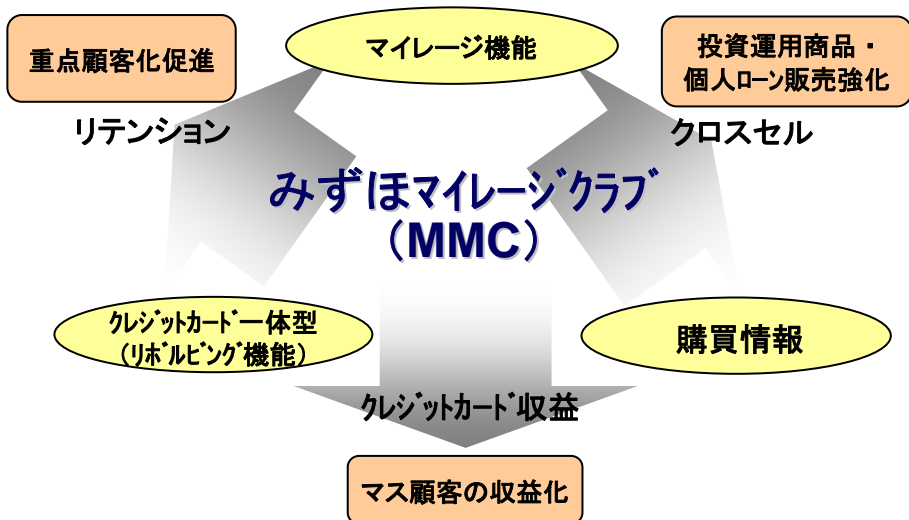 マイレージ機能
重点顧客化促進
投資運用商品・
個人ﾛｰﾝ販売強化
リテンション
クロスセル
みずほﾏｲﾚｰｼﾞｸﾗﾌﾞ
（MMC）
ｸﾚｼﾞｯﾄｶｰﾄﾞ一体型
（ﾘﾎﾞﾙﾋﾞﾝｸﾞ機能）
購買情報
ｸﾚｼﾞｯﾄｶｰﾄﾞ収益
マス顧客の収益化